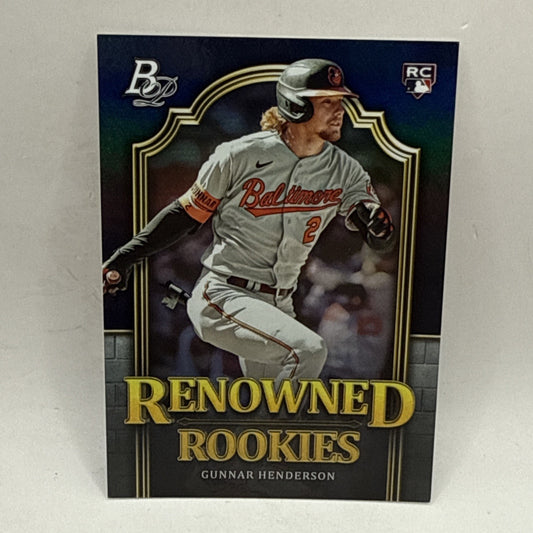 BP
RC
Baltimore
2
RENOWNED
ROOKIES
GUNNAR HENDERSON